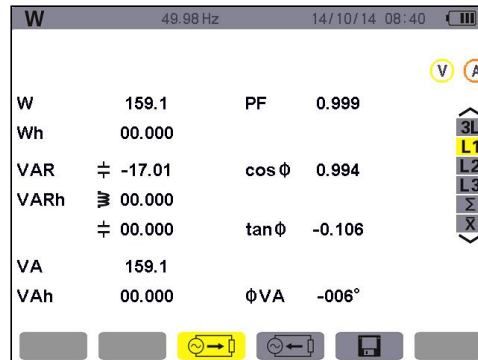 W 49.98 Hz 14/10/14 08:40
V A
W 159.1 PF 0.999
Wh 00.000
VAR -17.01 cos ϕ 0.994
VARh 00.000
00.000 tan ϕ -0.106
VA 159.1
VAh 00.000 ϕVA -006°
3L
L1
L2
L3
Σ
X̄